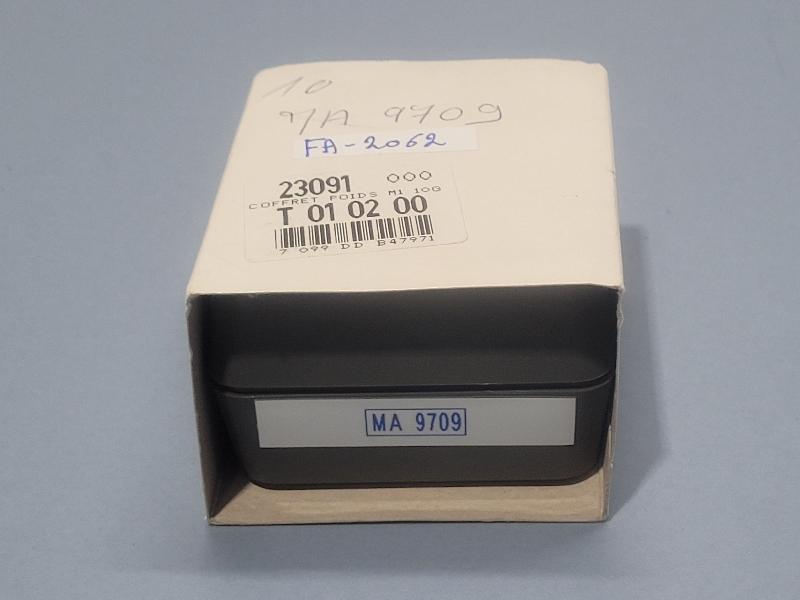 10
MA 9709
FA-2062
23091 000
COFFRET POIDS M1 10G
T 01 02 00
7 099 DD B47971
MA 9709